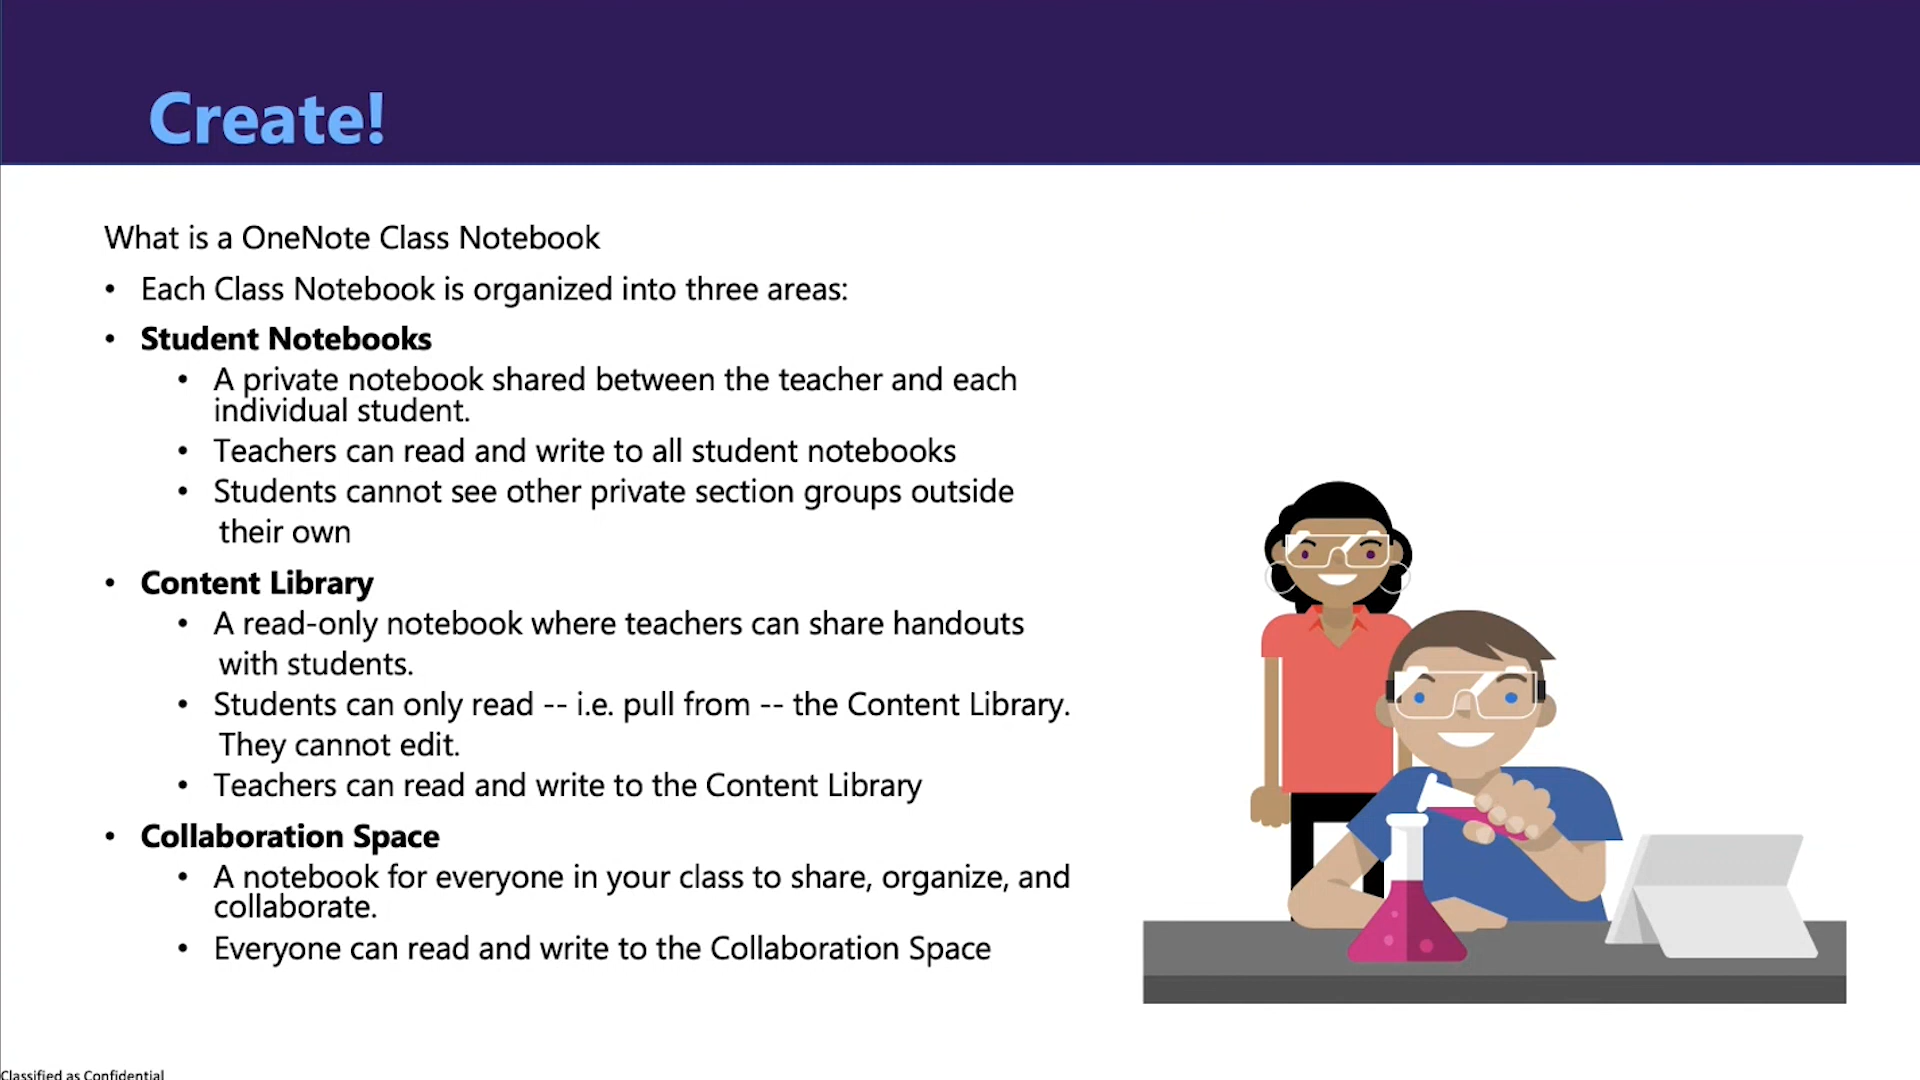 Create!
What is a OneNote Class Notebook
• Each Class Notebook is organized into three areas:
• Student Notebooks
• A private notebook shared between the teacher and each
individual student.
• Teachers can read and write to all student notebooks
• Students cannot see other private section groups outside
their own
• Content Library
• A read-only notebook where teachers can share handouts
with students.
• Students can only read -- i.e. pull from -- the Content Library.
They cannot edit.
• Teachers can read and write to the Content Library
• Collaboration Space
• A notebook for everyone in your class to share, organize, and
collaborate.
• Everyone can read and write to the Collaboration Space
Classified as Confidential